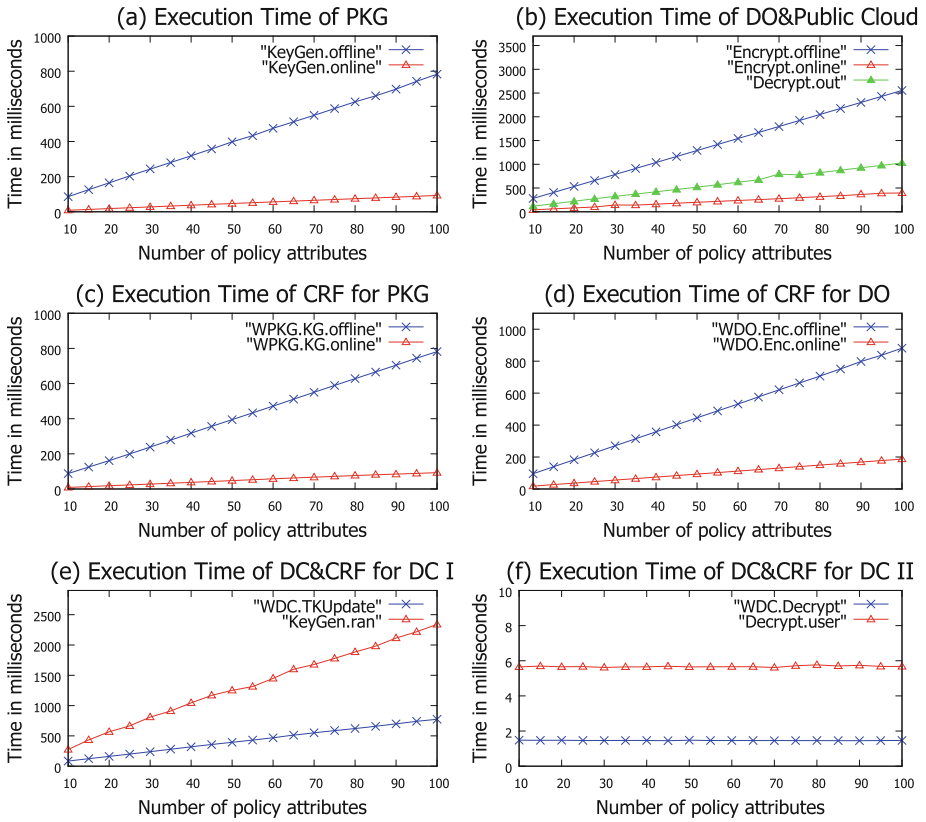 (a) Execution Time of PKG
Time in milliseconds
1000
800
600
400
200
0
"KeyGen.offline"
"KeyGen.online"
10 20 30 40 50 60 70 80 90 100
Number of policy attributes
(b) Execution Time of DO&Public Cloud
Time in milliseconds
3500
3000
2500
2000
1500
1000
500
0
"Encrypt.offline"
"Encrypt.online"
"Decrypt.out"
10 20 30 40 50 60 70 80 90 100
Number of policy attributes
(c) Execution Time of CRF for PKG
Time in milliseconds
1000
800
600
400
200
0
"WPKG.KG.offline"
"WPKG.KG.online"
10 20 30 40 50 60 70 80 90 100
Number of policy attributes
(d) Execution Time of CRF for DO
Time in milliseconds
1000
800
600
400
200
0
"WDO.Enc.offline"
"WDO.Enc.online"
10 20 30 40 50 60 70 80 90 100
Number of policy attributes
(e) Execution Time of DC&CRF for DC I
Time in milliseconds
2500
2000
1500
1000
500
0
"WDC.TKUpdate"
"KeyGen.ran"
10 20 30 40 50 60 70 80 90 100
Number of policy attributes
(f) Execution Time of DC&CRF for DC II
Time in milliseconds
10
8
6
4
2
0
"WDC.Decrypt"
"Decrypt.user"
10 20 30 40 50 60 70 80 90 100
Number of policy attributes